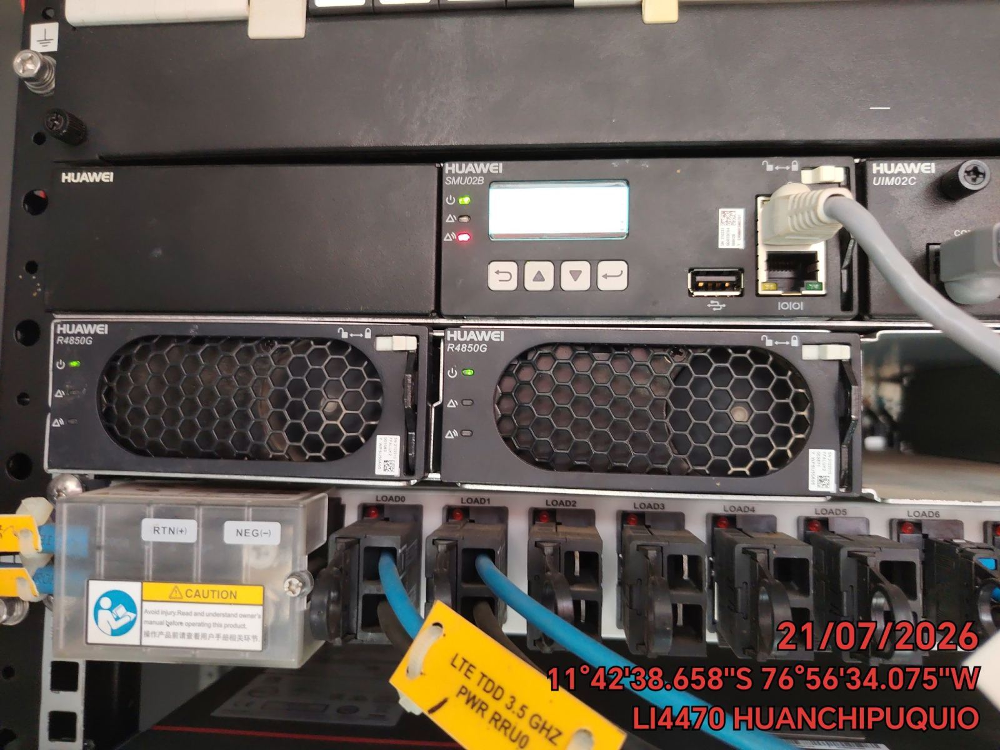 HUAWEI
HUAWEI
SMU02B
HUAWEI
UIM02C
HUAWEI
R4850G
HUAWEI
R4850G
LOAD0
LOAD1
LOAD2
LOAD3
LOAD4
LOAD5
LOAD6
RTN(+)
NEG(−)
CAUTION
Avoid injury.Read and understand owner's
manual before operating this product.
操作产品前请查看用户手册相关环节.
LTE TDD 3.5 GHZ
PWR RRU0
21/07/2026
11°42'38.658"S 76°56'34.075"W
LI4470 HUANCHIPUQUIO